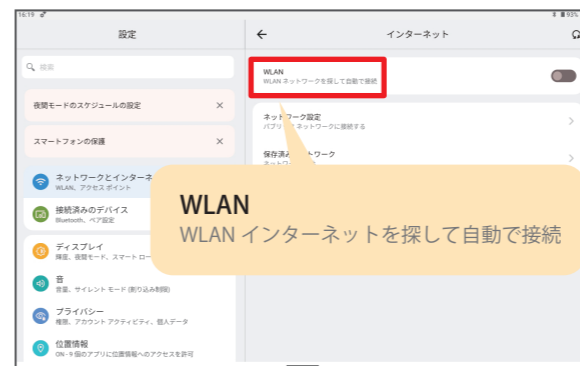 16:19
93%
設定
インターネット
検索
夜間モードのスケジュールの設定
スマートフォンの保護
ネットワークとインターネ
WLAN、アクセス ポイント
接続済みのデバイス
Bluetooth、ペア設定
ディスプレイ
輝度、夜間モード、スマート ロー
音
音量、サイレント モード (割り込み制限)
プライバシー
権限、アカウント アクティビティ、個人データ
位置情報
ON - 9 個のアプリに位置情報へのアクセスを許可
WLAN
WLAN ネットワークを探して自動で接続
ネットワーク設定
パブリ ネットワークに接続する
保存済み トワーク
WLAN
WLAN インターネットを探して自動で接続